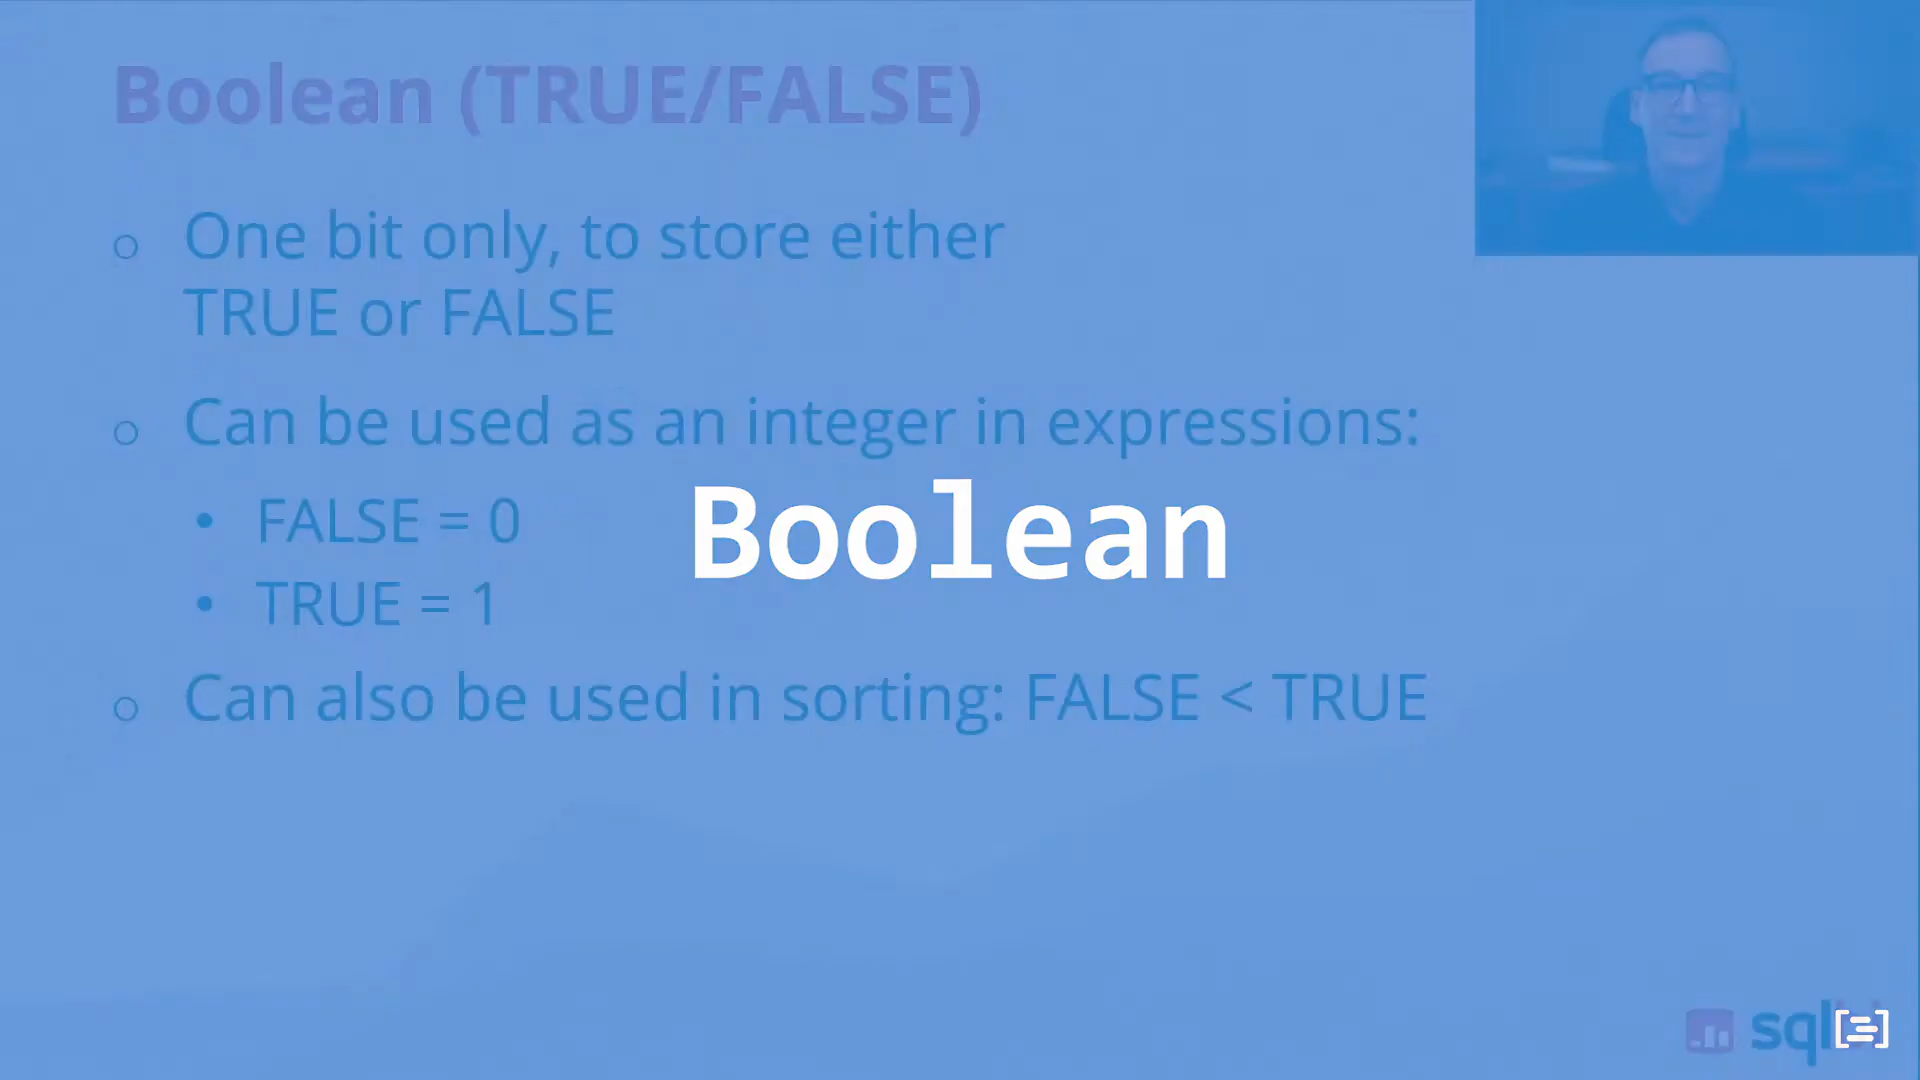 Boolean (TRUE/FALSE)
One bit only, to store either
TRUE or FALSE
Can be used as an integer in expressions:
FALSE = 0
Boolean
TRUE = 1
Can also be used in sorting: FALSE < TRUE